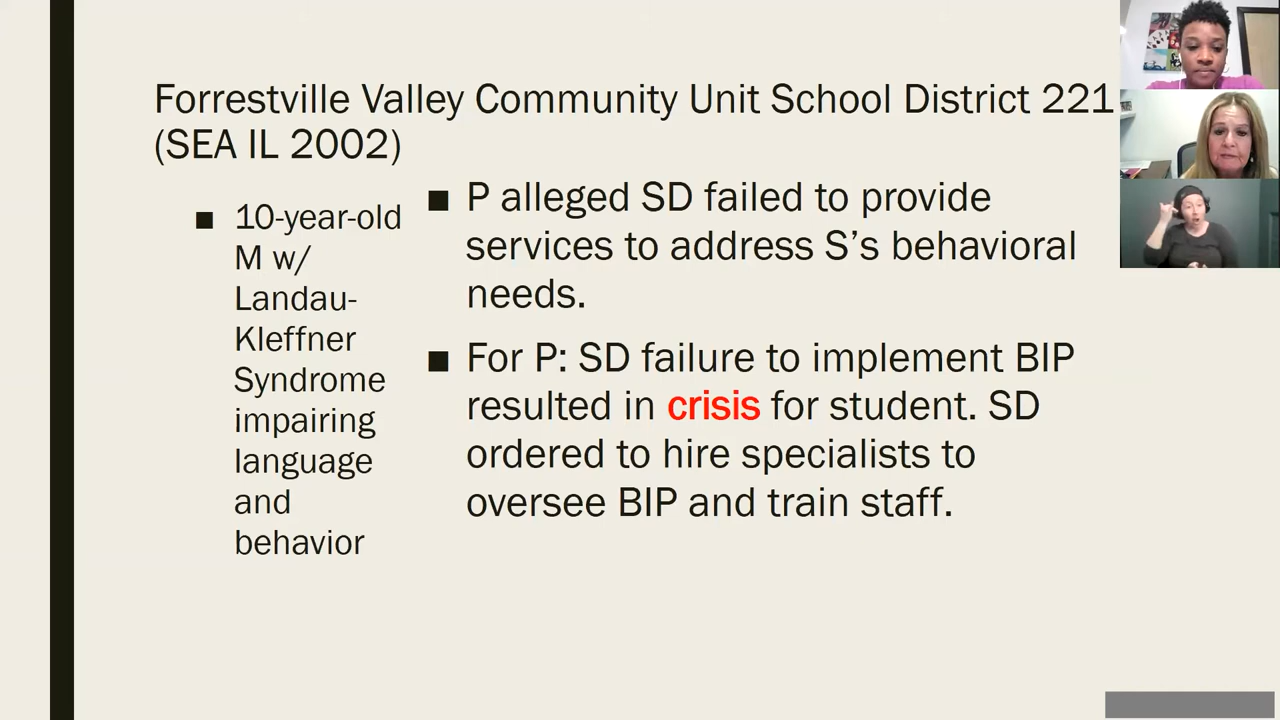 Forrestville Valley Community Unit School District 221
(SEA IL 2002)
■ 10-year-old
M w/
Landau-
Kleffner
Syndrome
impairing
language
and
behavior
■ P alleged SD failed to provide
services to address S’s behavioral
needs.
■ For P: SD failure to implement BIP
resulted in crisis for student. SD
ordered to hire specialists to
oversee BIP and train staff.